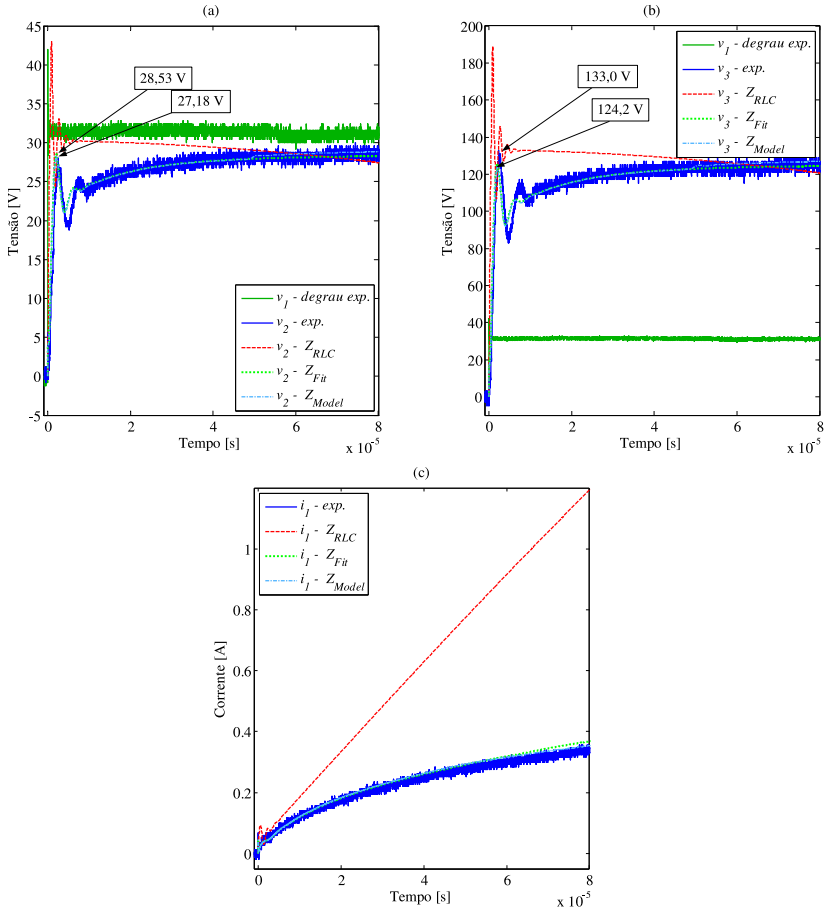 (a)
45
40
35
30
25
20
15
10
5
0
-5
Tensão [V]
28,53 V
27,18 V
v1 - degrau exp.
v2 - exp.
v2 - ZRLC
v2 - ZFit
v2 - ZModel
0
2
4
6
8
Tempo [s]
x 10-5
(b)
200
180
160
140
120
100
80
60
40
20
0
Tensão [V]
133,0 V
124,2 V
v1 - degrau exp.
v3 - exp.
v3 - ZRLC
v3 - ZFit
v3 - ZModel
0
2
4
6
8
Tempo [s]
x 10-5
(c)
1
0.8
0.6
0.4
0.2
0
Corrente [A]
i1 - exp.
i1 - ZRLC
i1 - ZFit
i1 - ZModel
0
2
4
6
8
Tempo [s]
x 10-5